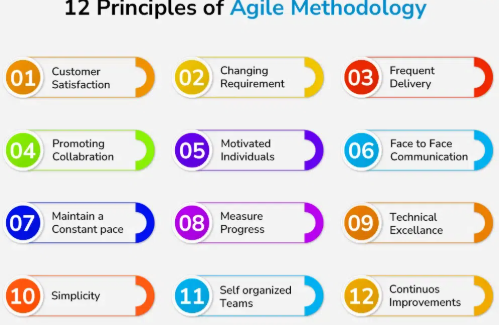 12 Principles of Agile Methodology
01 Customer
Satisfaction
02 Changing
Requirement
03 Frequent
Delivery
04 Promoting
Collabration
05 Motivated
Individuals
06 Face to Face
Communication
07 Maintain a
Constant pace
08 Measure
Progress
09 Technical
Excellance
10 Simplicity
11 Self organized
Teams
12 Continuos
Improvements